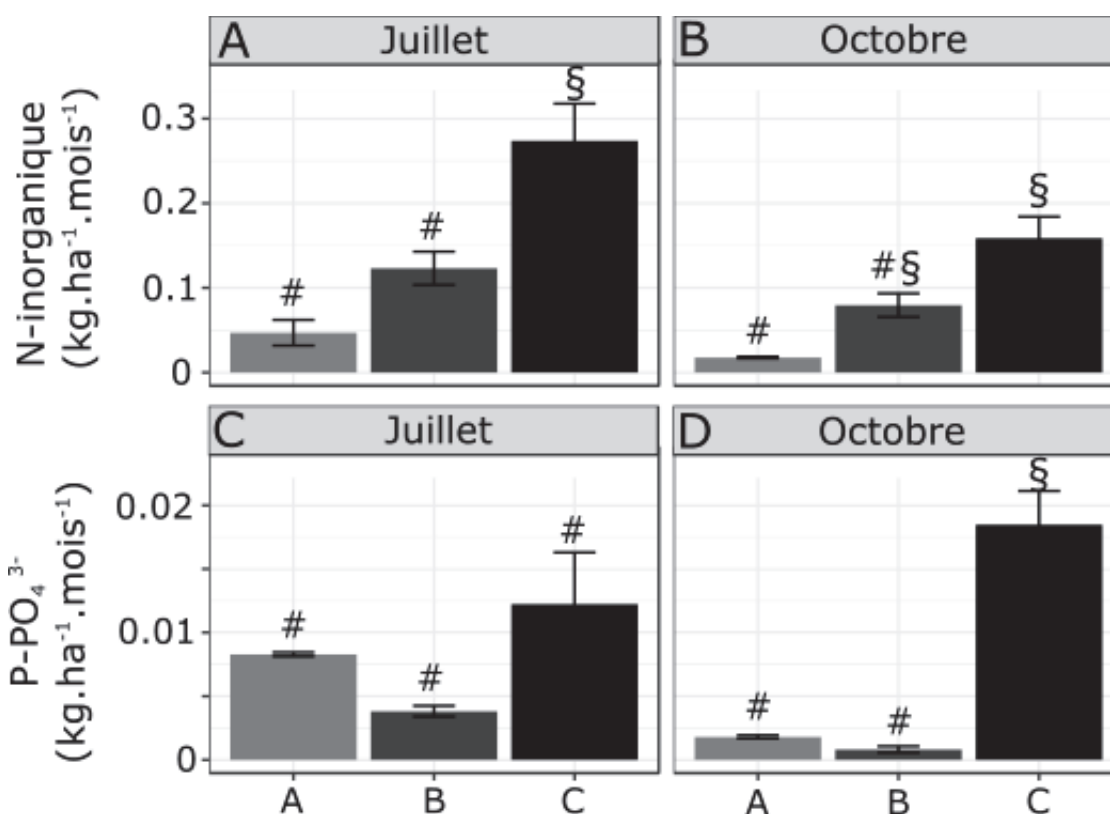 A Juillet
B Octobre
N-inorganique
(kg.ha⁻¹.mois⁻¹)
0.3
0.2
0.1
0
#
#
§
#
#§
§
C Juillet
D Octobre
P-PO₄³⁻
(kg.ha⁻¹.mois⁻¹)
0.02
0.01
0
#
#
#
#
#
§
A B C
A B C